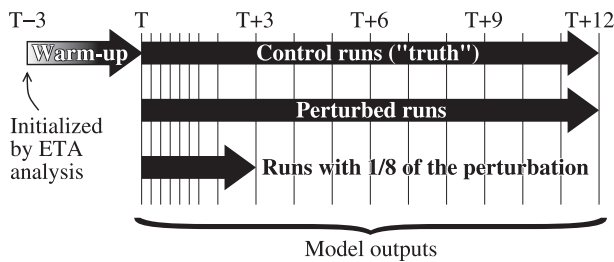 T−3 T T+3 T+6 T+9 T+12
Warm-up Control runs ("truth")
Perturbed runs
Initialized
by ETA
analysis
Runs with 1/8 of the perturbation
Model outputs